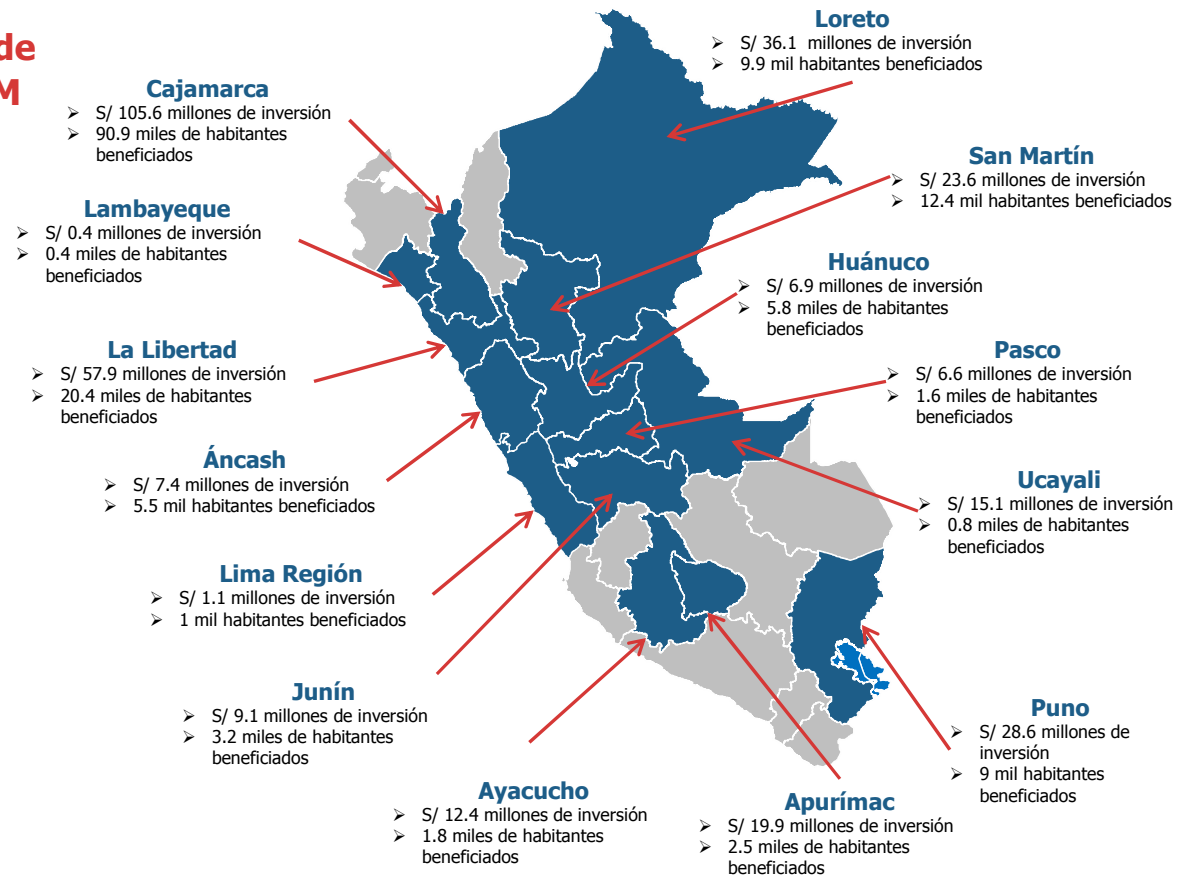 de
M
Loreto
➢ S/ 36.1 millones de inversión
➢ 9.9 mil habitantes beneficiados
Cajamarca
➢ S/ 105.6 millones de inversión
➢ 90.9 miles de habitantes
beneficiados
San Martín
➢ S/ 23.6 millones de inversión
➢ 12.4 mil habitantes beneficiados
Lambayeque
➢ S/ 0.4 millones de inversión
➢ 0.4 miles de habitantes
beneficiados
Huánuco
➢ S/ 6.9 millones de inversión
➢ 5.8 miles de habitantes
beneficiados
La Libertad
➢ S/ 57.9 millones de inversión
➢ 20.4 miles de habitantes
beneficiados
Pasco
➢ S/ 6.6 millones de inversión
➢ 1.6 miles de habitantes
beneficiados
Áncash
➢ S/ 7.4 millones de inversión
➢ 5.5 mil habitantes beneficiados
Ucayali
➢ S/ 15.1 millones de inversión
➢ 0.8 miles de habitantes
beneficiados
Lima Región
➢ S/ 1.1 millones de inversión
➢ 1 mil habitantes beneficiados
Junín
➢ S/ 9.1 millones de inversión
➢ 3.2 miles de habitantes
beneficiados
Puno
➢ S/ 28.6 millones de
inversión
➢ 9 mil habitantes
beneficiados
Ayacucho
➢ S/ 12.4 millones de inversión
➢ 1.8 miles de habitantes
beneficiados
Apurímac
➢ S/ 19.9 millones de inversión
➢ 2.5 miles de habitantes
beneficiados